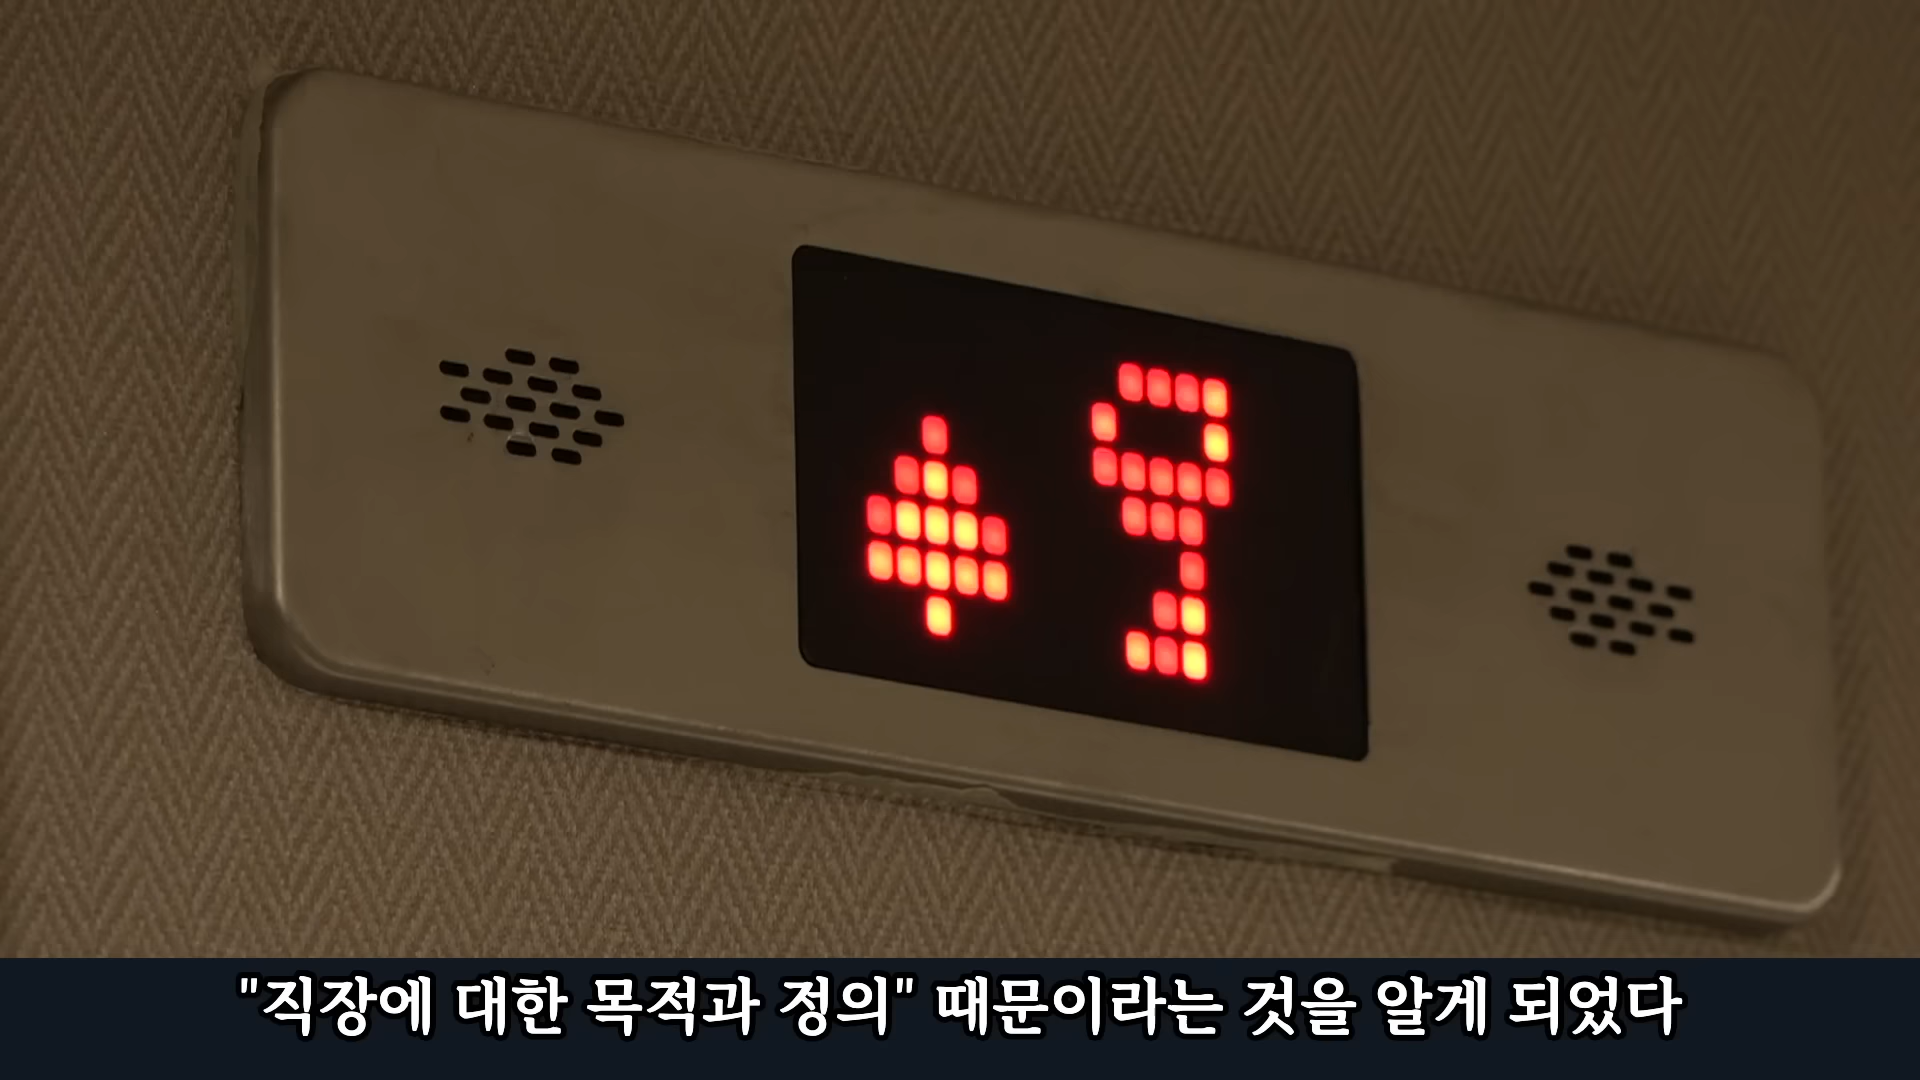 "직장에 대한 목적과 정의" 때문이라는 것을 알게 되었다